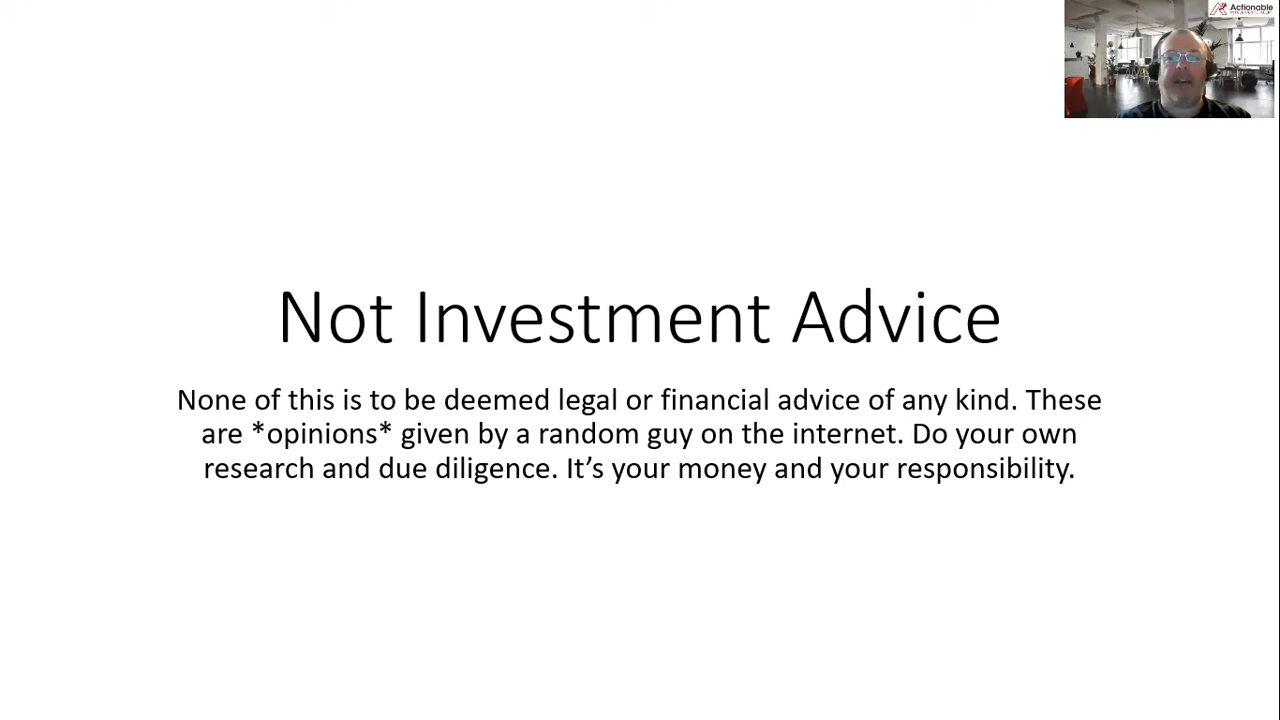 Actionable
Not Investment Advice
None of this is to be deemed legal or financial advice of any kind. These
are *opinions* given by a random guy on the internet. Do your own
research and due diligence. It’s your money and your responsibility.